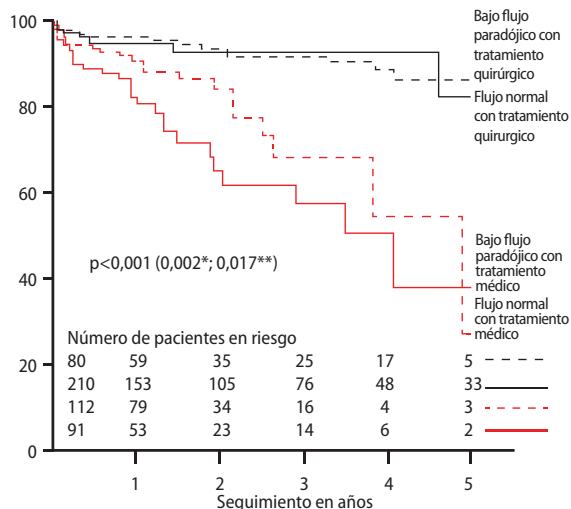 100
80
60
40
20
0
Bajo flujo
paradójico con
tratamiento
quirúrgico
Flujo normal
con tratamiento
quirurgico
p<0,001 (0,002*; 0,017**)
Bajo flujo
paradójico con
tratamiento
médico
Flujo normal
con tratamiento
médico
Número de pacientes en riesgo
80 59 35 25 17 5
210 153 105 76 48 33
112 79 34 16 4 3
91 53 23 14 6 2
1 2 3 4 5
Seguimiento en años